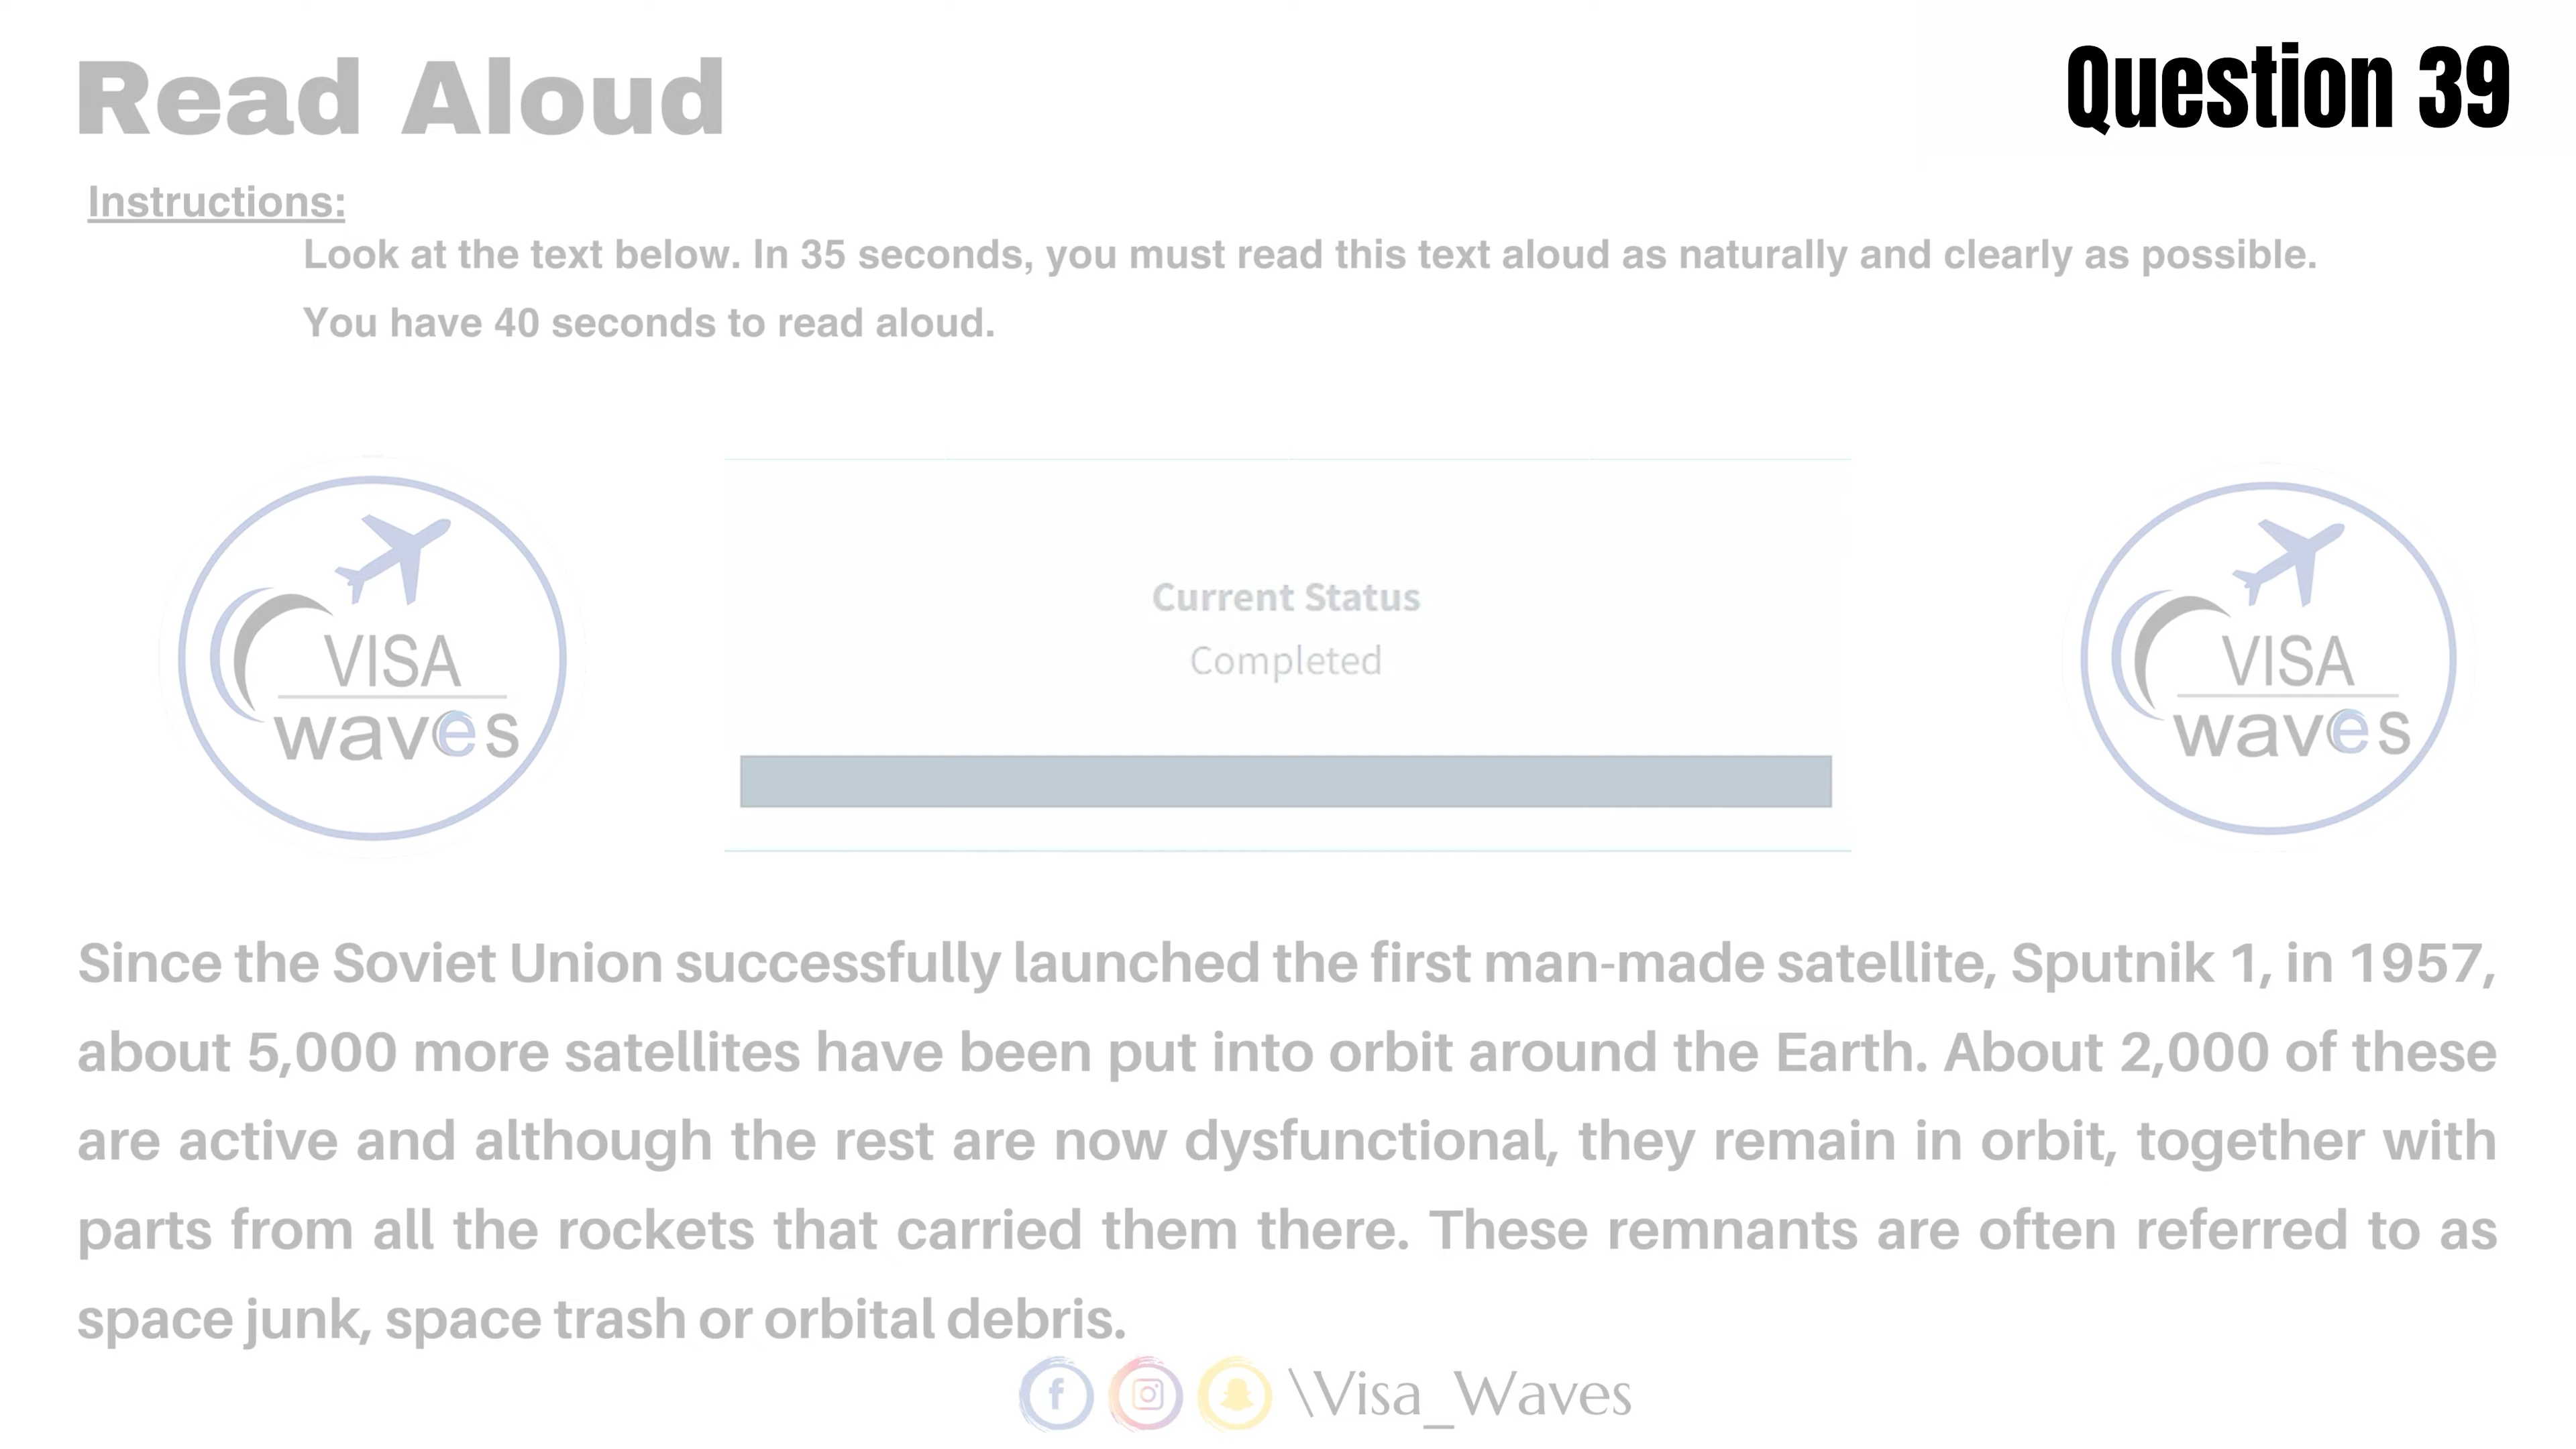 Read Aloud
Question 39
Instructions:
Look at the text below. In 35 seconds, you must read this text aloud as naturally and clearly as possible.
You have 40 seconds to read aloud.
VISA
waves
Current Status
Completed
VISA
waves
Since the Soviet Union successfully launched the first man-made satellite, Sputnik 1, in 1957,
about 5,000 more satellites have been put into orbit around the Earth. About 2,000 of these
are active and although the rest are now dysfunctional, they remain in orbit, together with
parts from all the rockets that carried them there. These remnants are often referred to as
space junk, space trash or orbital debris.
\Visa_Waves